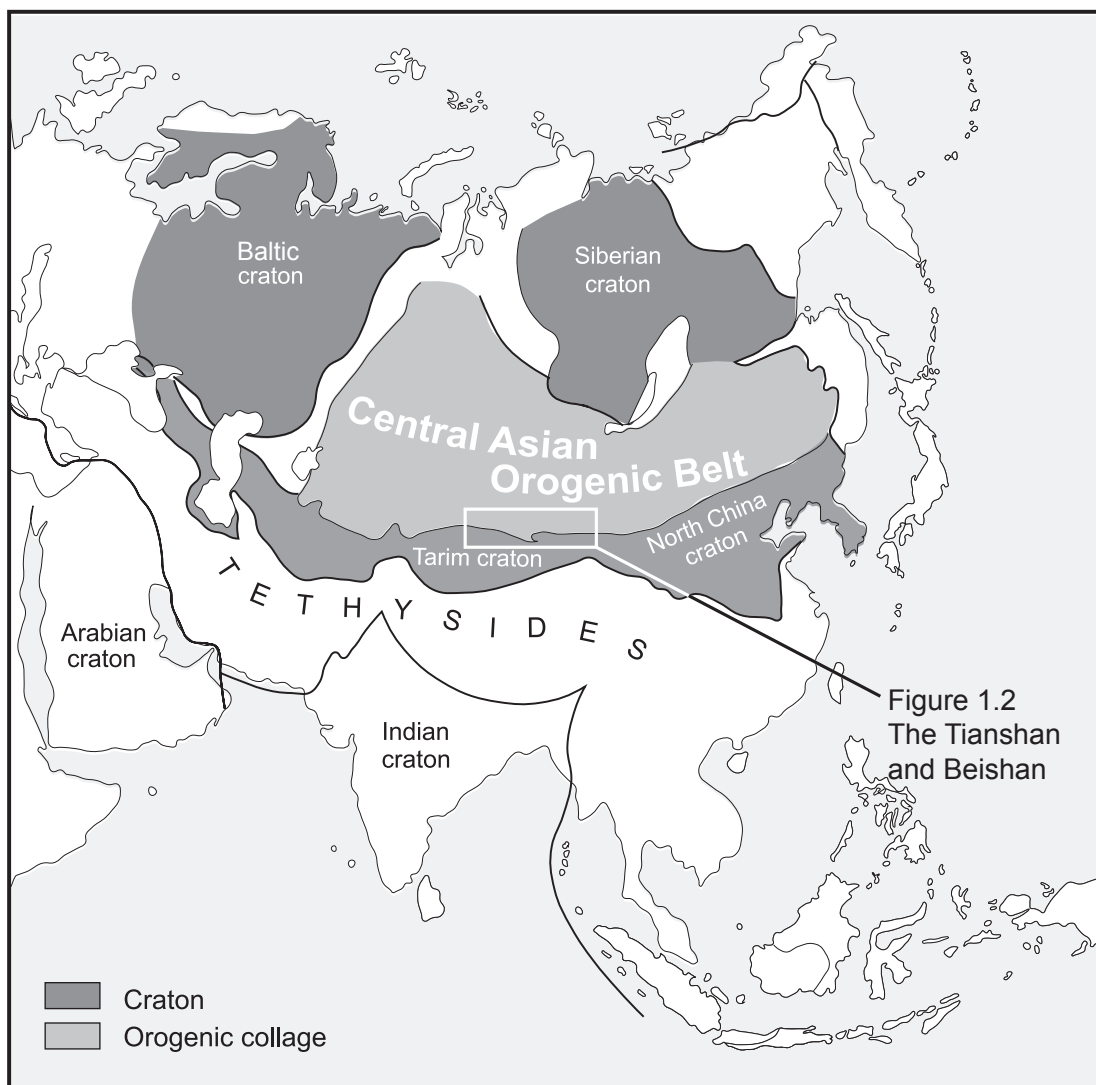 Baltic
craton
Siberian
craton
Central Asian
Orogenic Belt
North China
craton
Tarim craton
TETHYSIDES
Arabian
craton
Indian
craton
Figure 1.2
The Tianshan
and Beishan
Craton
Orogenic collage